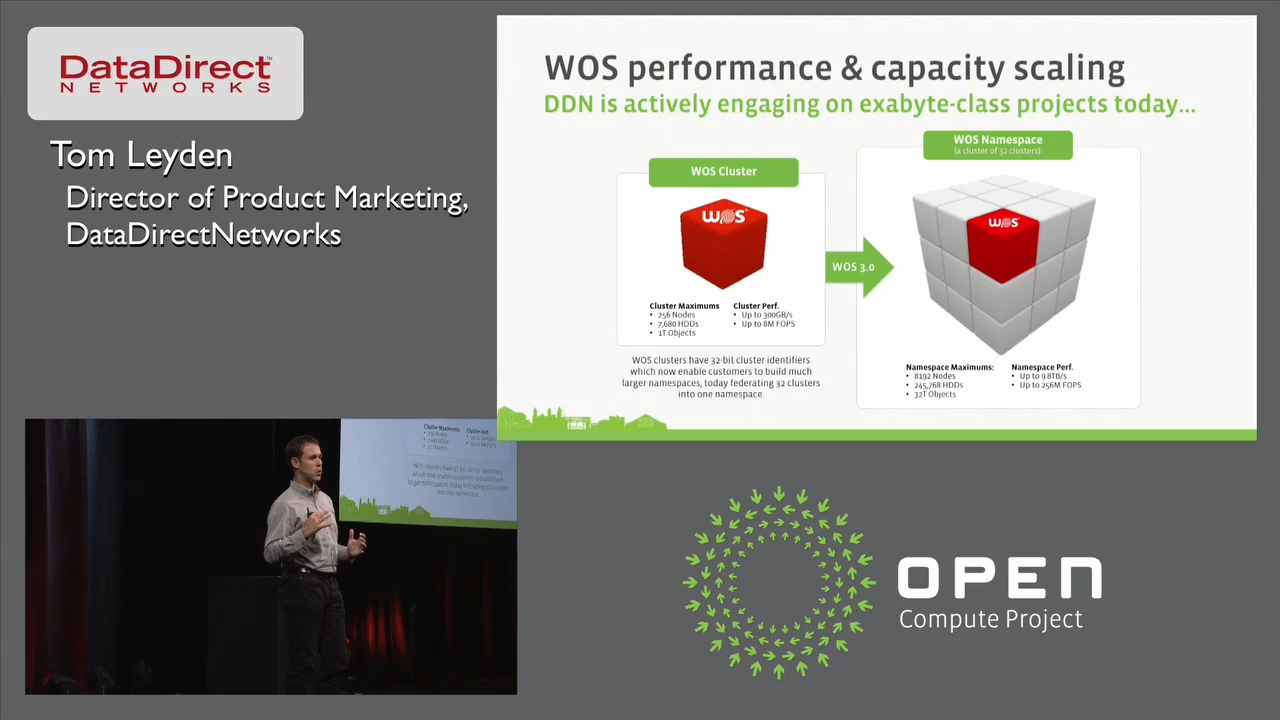 DataDirect™
NETWORKS
Tom Leyden
Director of Product Marketing,
DataDirectNetworks
WOS performance & capacity scaling
DDN is actively engaging on exabyte-class projects today...
WOS Cluster
WOS®
Cluster Maximums
• 256 Nodes
• 7,680 HDDs
• 1T Objects
Cluster Perf.
• Up to 300GB/s
• Up to 8M FOPS
WOS clusters have 32-bit cluster identifiers
which now enable customers to build much
larger namespaces, today federating 32 clusters
into one namespace.
WOS 3.0
WOS Namespace
(a cluster of 32 clusters)
WOS®
Namespace Maximums:
• 8192 Nodes
• 245,768 HDDs
• 32T Objects
Namespace Perf.
• Up to 9.8TB/s
• Up to 256M FOPS
Cluster Maximums
OPEN
Compute Project